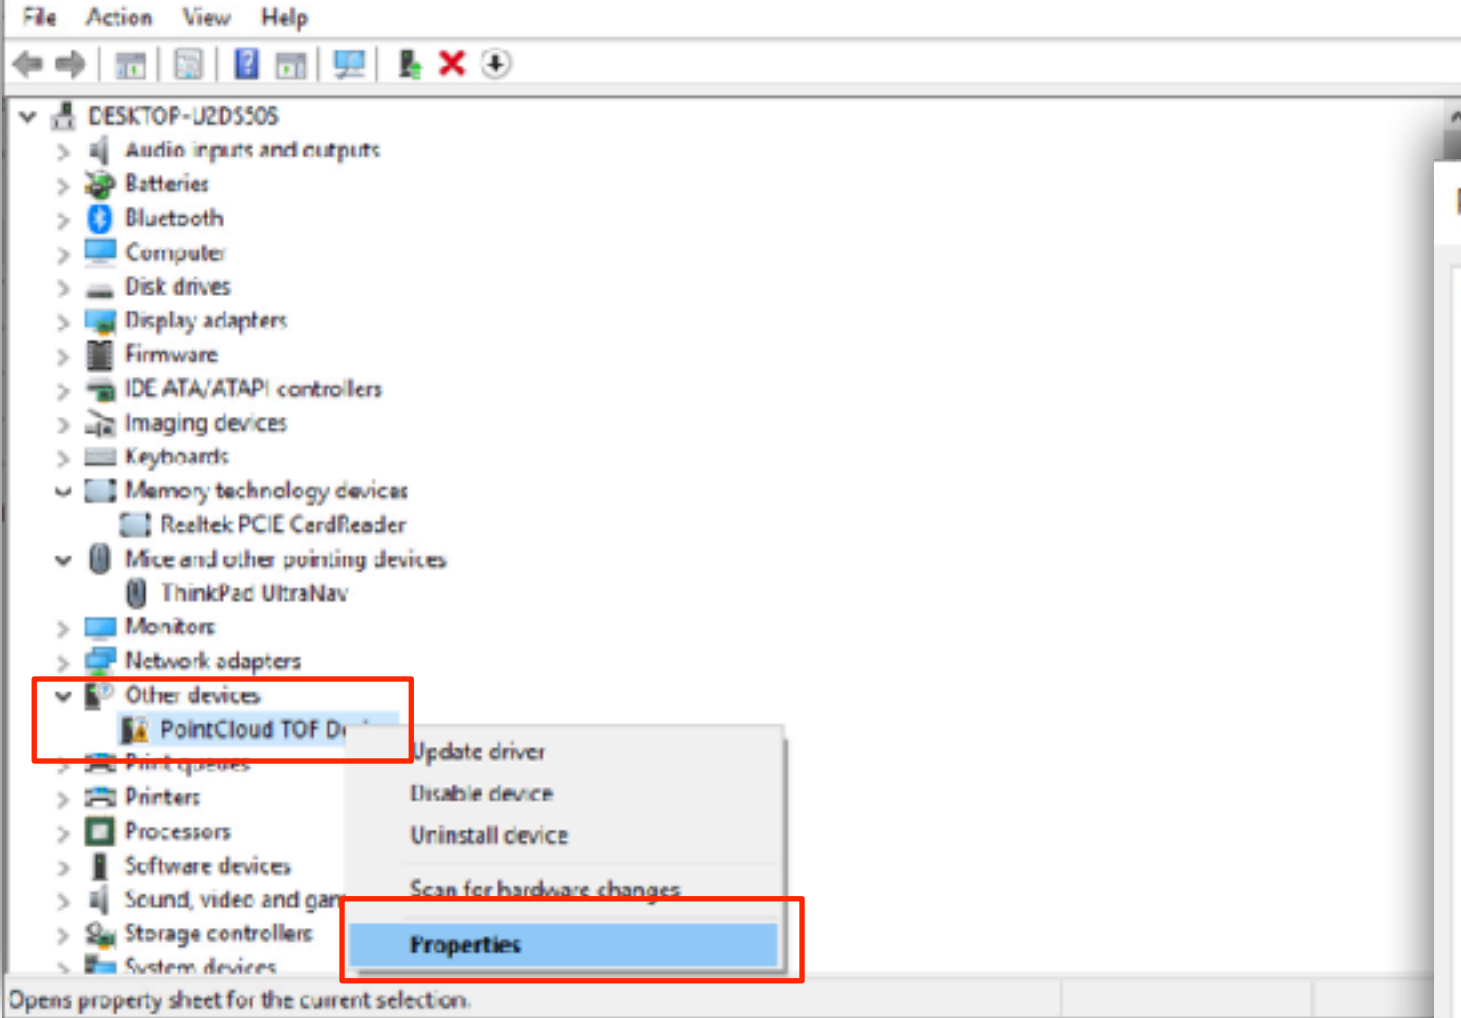 File Action View Help
DESKTOP-U2DS50S
Audio inputs and outputs
Batteries
Bluetooth
Computer
Disk drives
Display adapters
Firmware
IDE ATA/ATAPI controllers
Imaging devices
Keyboards
Memory technology devices
Realtek PCIE CardReader
Mice and other pointing devices
ThinkPad UltraNav
Monitors
Network adapters
Other devices
PointCloud TOF
Print queues
Printers
Processors
Software devices
Sound, video and
Storage controllers
System devices
Update driver
Disable device
Uninstall device
Scan for hardware changes
Properties
Opens property sheet for the current selection.